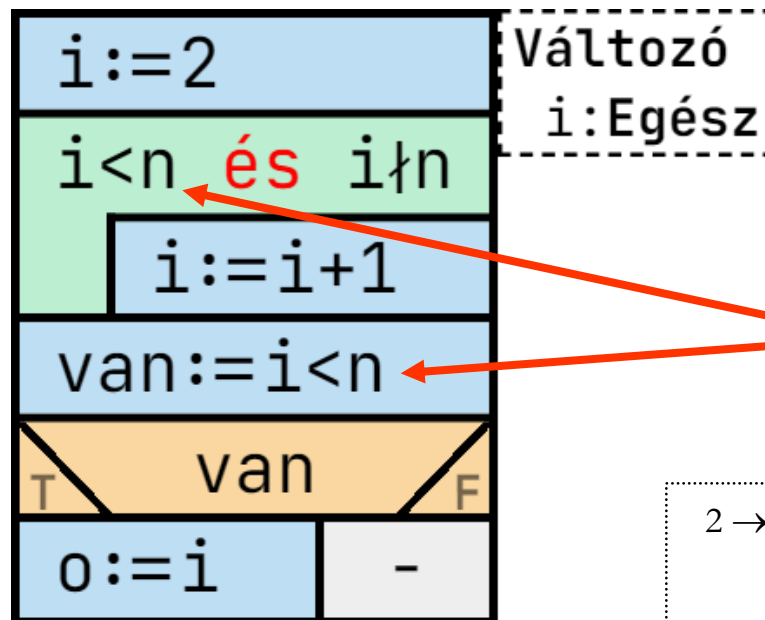 i:=2
Változó
i:Egész
i<n és i∤n
i:=i+1
van:=i<n
T van F
o:=i -
2 →